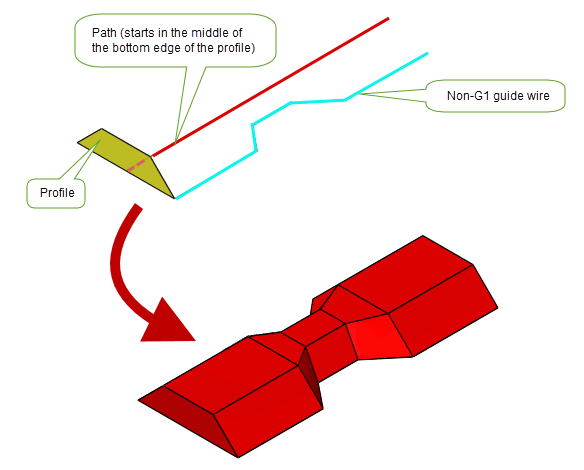 Path (starts in the middle of
the bottom edge of the profile)
Non-G1 guide wire
Profile